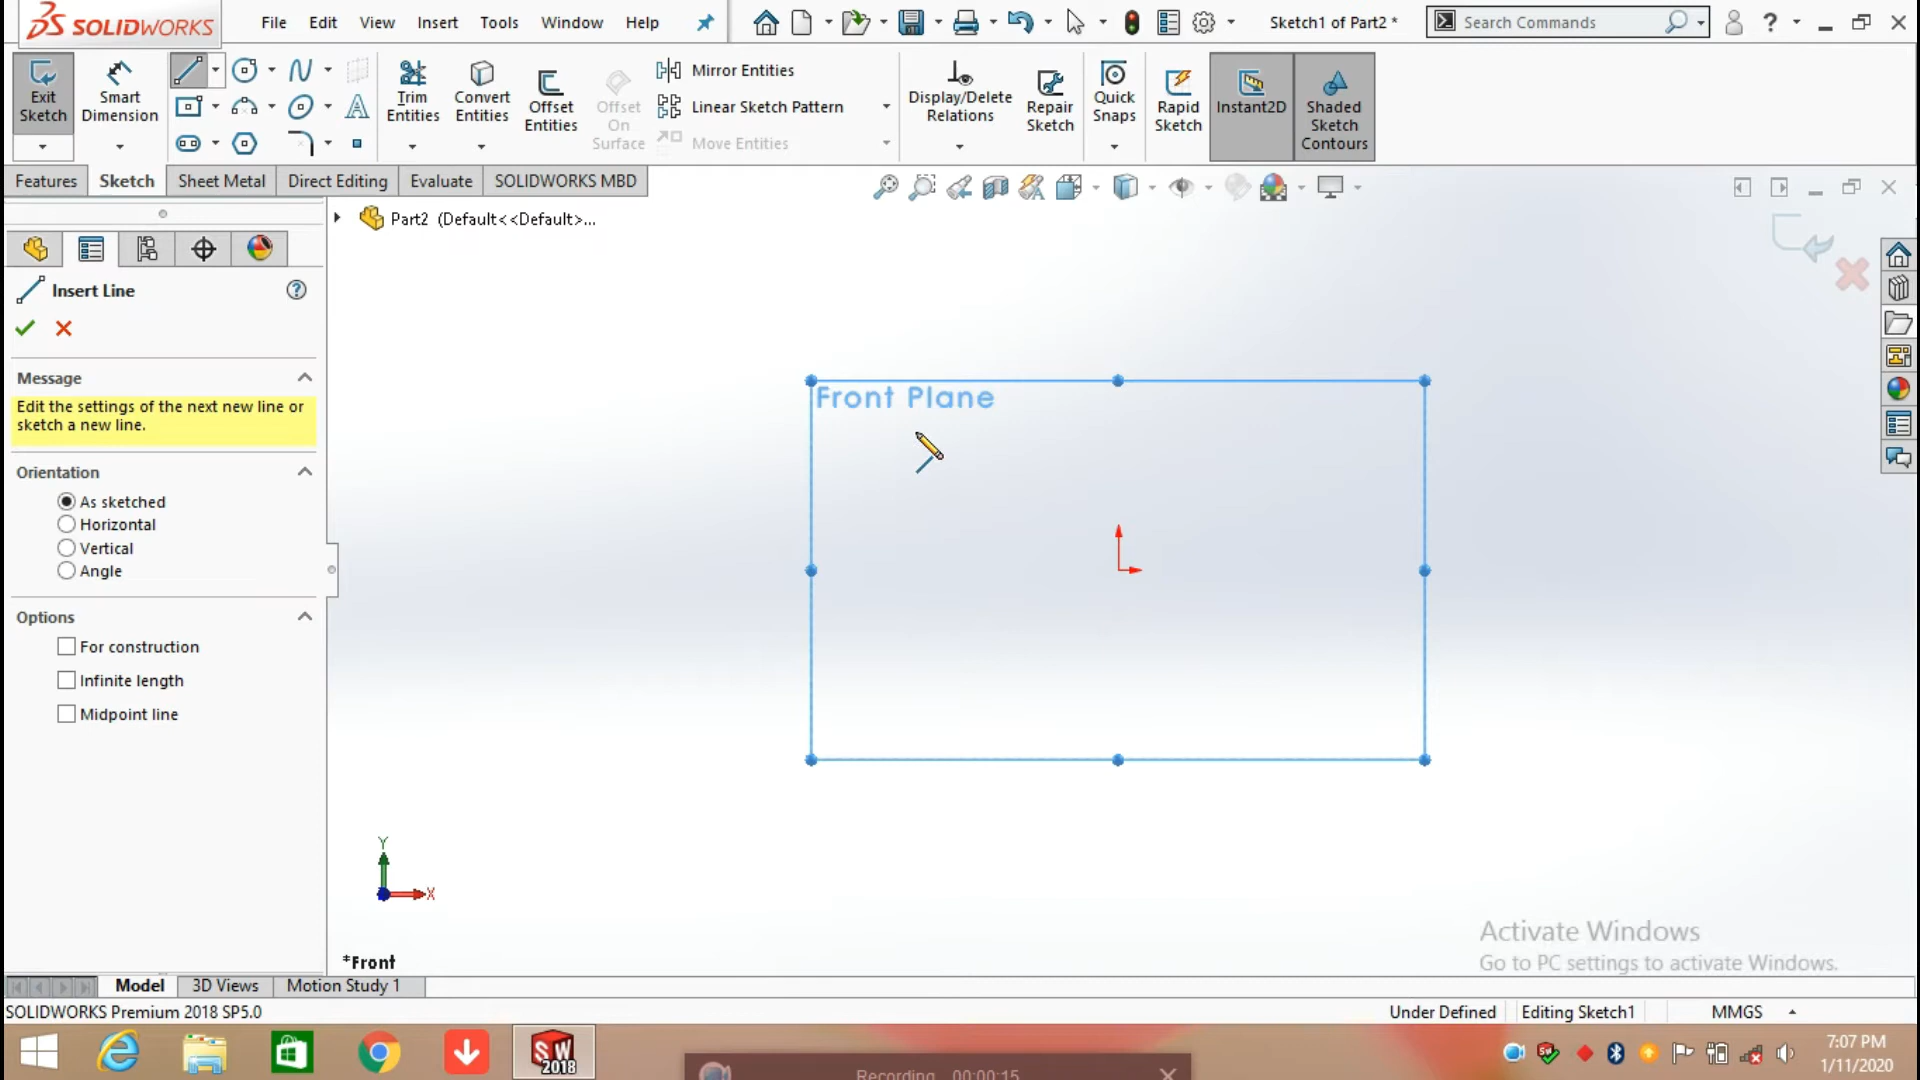 SOLIDWORKS
File Edit View Insert Tools Window Help
Sketch1 of Part2 *
Search Commands
Exit Sketch
Smart Dimension
Trim Entities
Convert Entities
Offset Entities
Offset On Surface
Mirror Entities
Linear Sketch Pattern
Move Entities
Display/Delete Relations
Repair Sketch
Quick Snaps
Rapid Sketch
Instant2D
Shaded Sketch Contours
Features Sketch Sheet Metal Direct Editing Evaluate SOLIDWORKS MBD
Part2 (Default<<Default>...
Insert Line
Message
Edit the settings of the next new line or
sketch a new line.
Orientation
As sketched
Horizontal
Vertical
Angle
Options
For construction
Infinite length
Midpoint line
Front Plane
Y
X
*Front
Activate Windows
Go to PC settings to activate Windows.
Model 3D Views Motion Study 1
SOLIDWORKS Premium 2018 SP5.0
Under Defined Editing Sketch1 MMGS
SW
2018
Recording 00:00:15
7:07 PM
1/11/2020